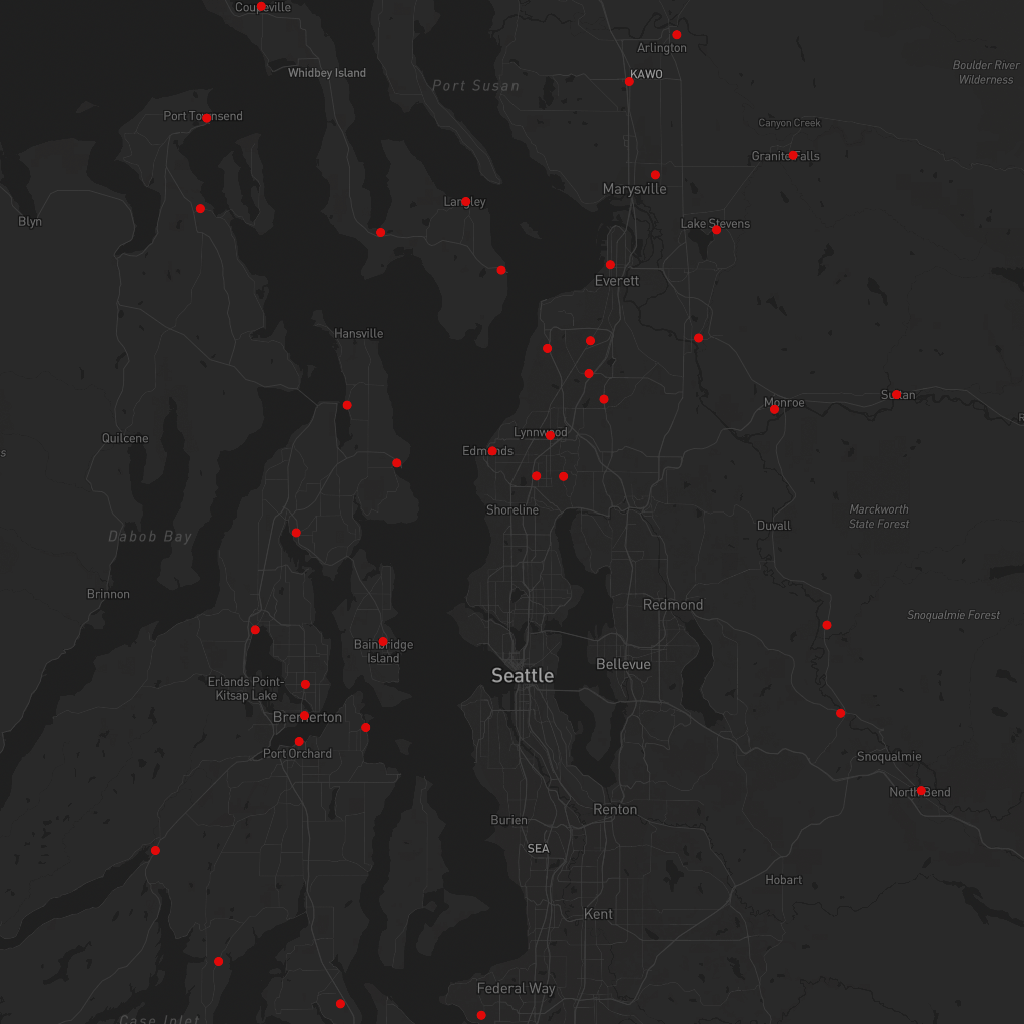 Coupeville
Arlington
Whidbey Island
KAWO
Boulder River
Wilderness
Port Susan
Port Townsend
Canyon Creek
Granite Falls
Marysville
Langley
Blyn
Lake Stevens
Everett
Hansville
Sultan
Monroe
Quilcene
Lynnwood
Edmonds
Shoreline
Marckworth
State Forest
Duvall
Dabob Bay
Brinnon
Redmond
Snoqualmie Forest
Bainbridge
Island
Bellevue
Seattle
Erlands Point-
Kitsap Lake
Bremerton
Port Orchard
Snoqualmie
North Bend
Renton
Burien
SEA
Hobart
Kent
Federal Way
Case Inlet